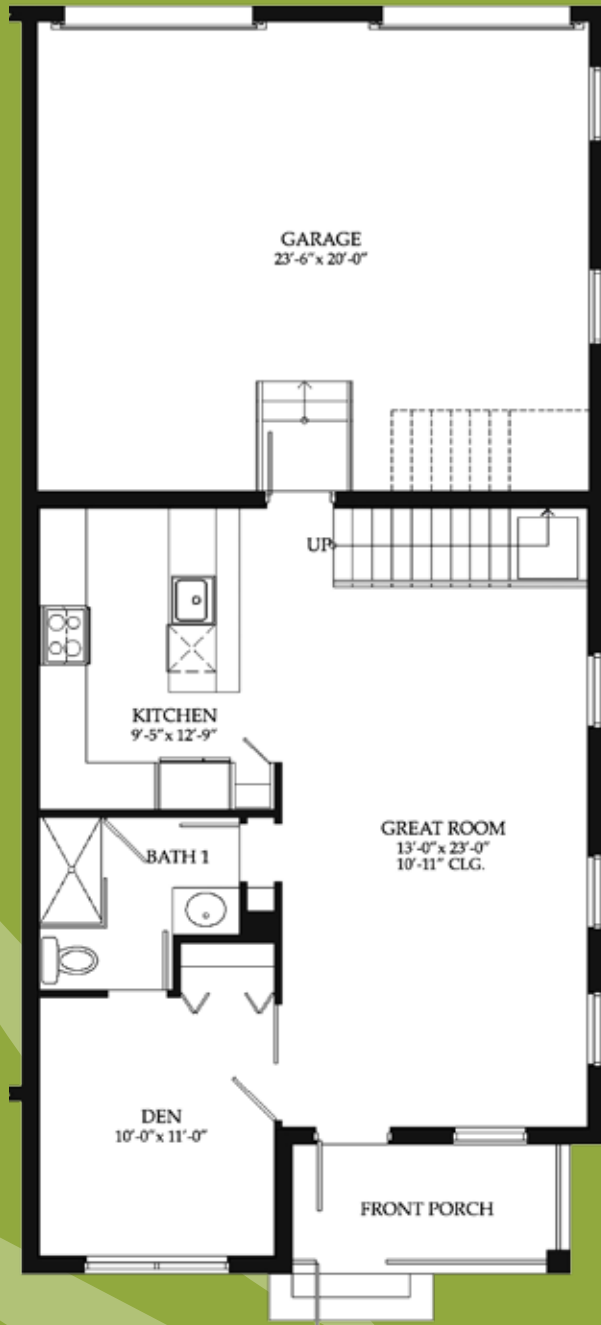 GARAGE
23'-6" x 20'-0"
UP
KITCHEN
9'-5" x 12'-9"
GREAT ROOM
13'-0" x 23'-0"
10'-11" CLG.
BATH 1
DEN
10'-0" x 11'-0"
FRONT PORCH